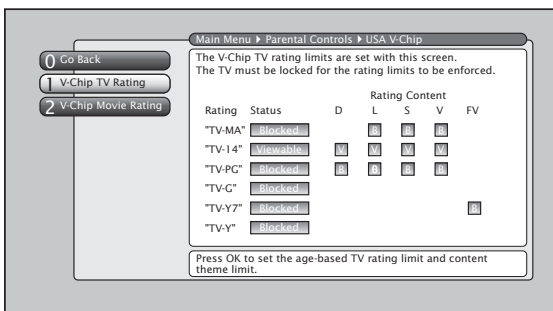 Main Menu ▶ Parental Controls ▶ USA V-Chip
0 Go Back
1 V-Chip TV Rating
2 V-Chip Movie Rating
The V-Chip TV rating limits are set with this screen.
The TV must be locked for the rating limits to be enforced.
Rating Content
Rating Status D L S V FV
"TV-MA" Blocked B B B
"TV-14" Viewable V V V V
"TV-PG" Blocked B B B B
"TV-G" Blocked
"TV-Y7" Blocked B
"TV-Y" Blocked
Press OK to set the age-based TV rating limit and content
theme limit.